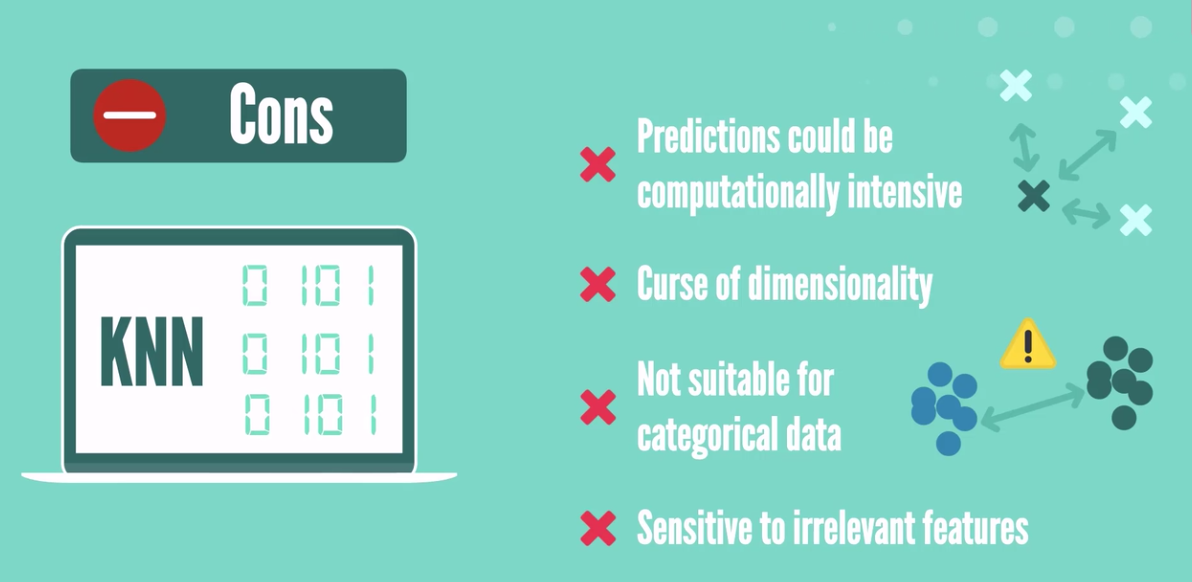 Cons
KNN
0 101
0 101
0 101
Predictions could be
computationally intensive
Curse of dimensionality
Not suitable for
categorical data
Sensitive to irrelevant features